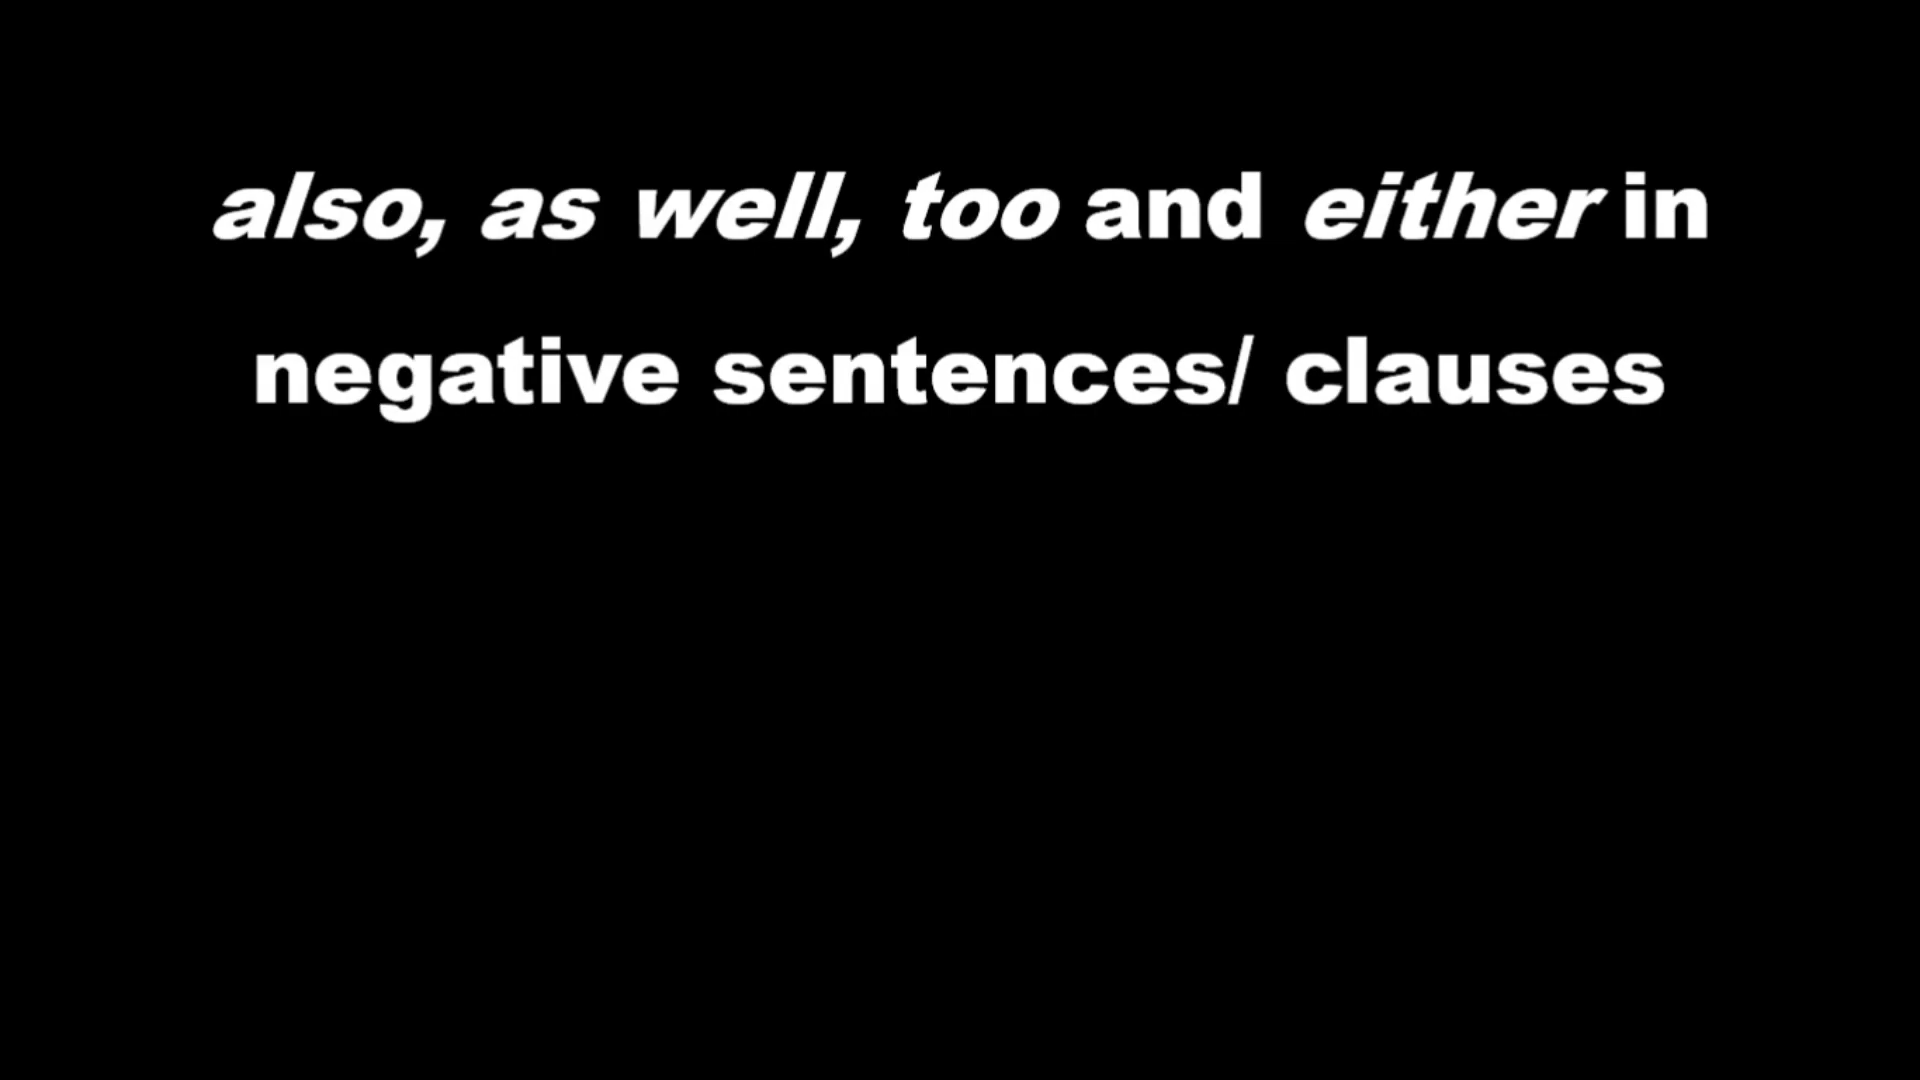 also, as well, too and either in
negative sentences/ clauses